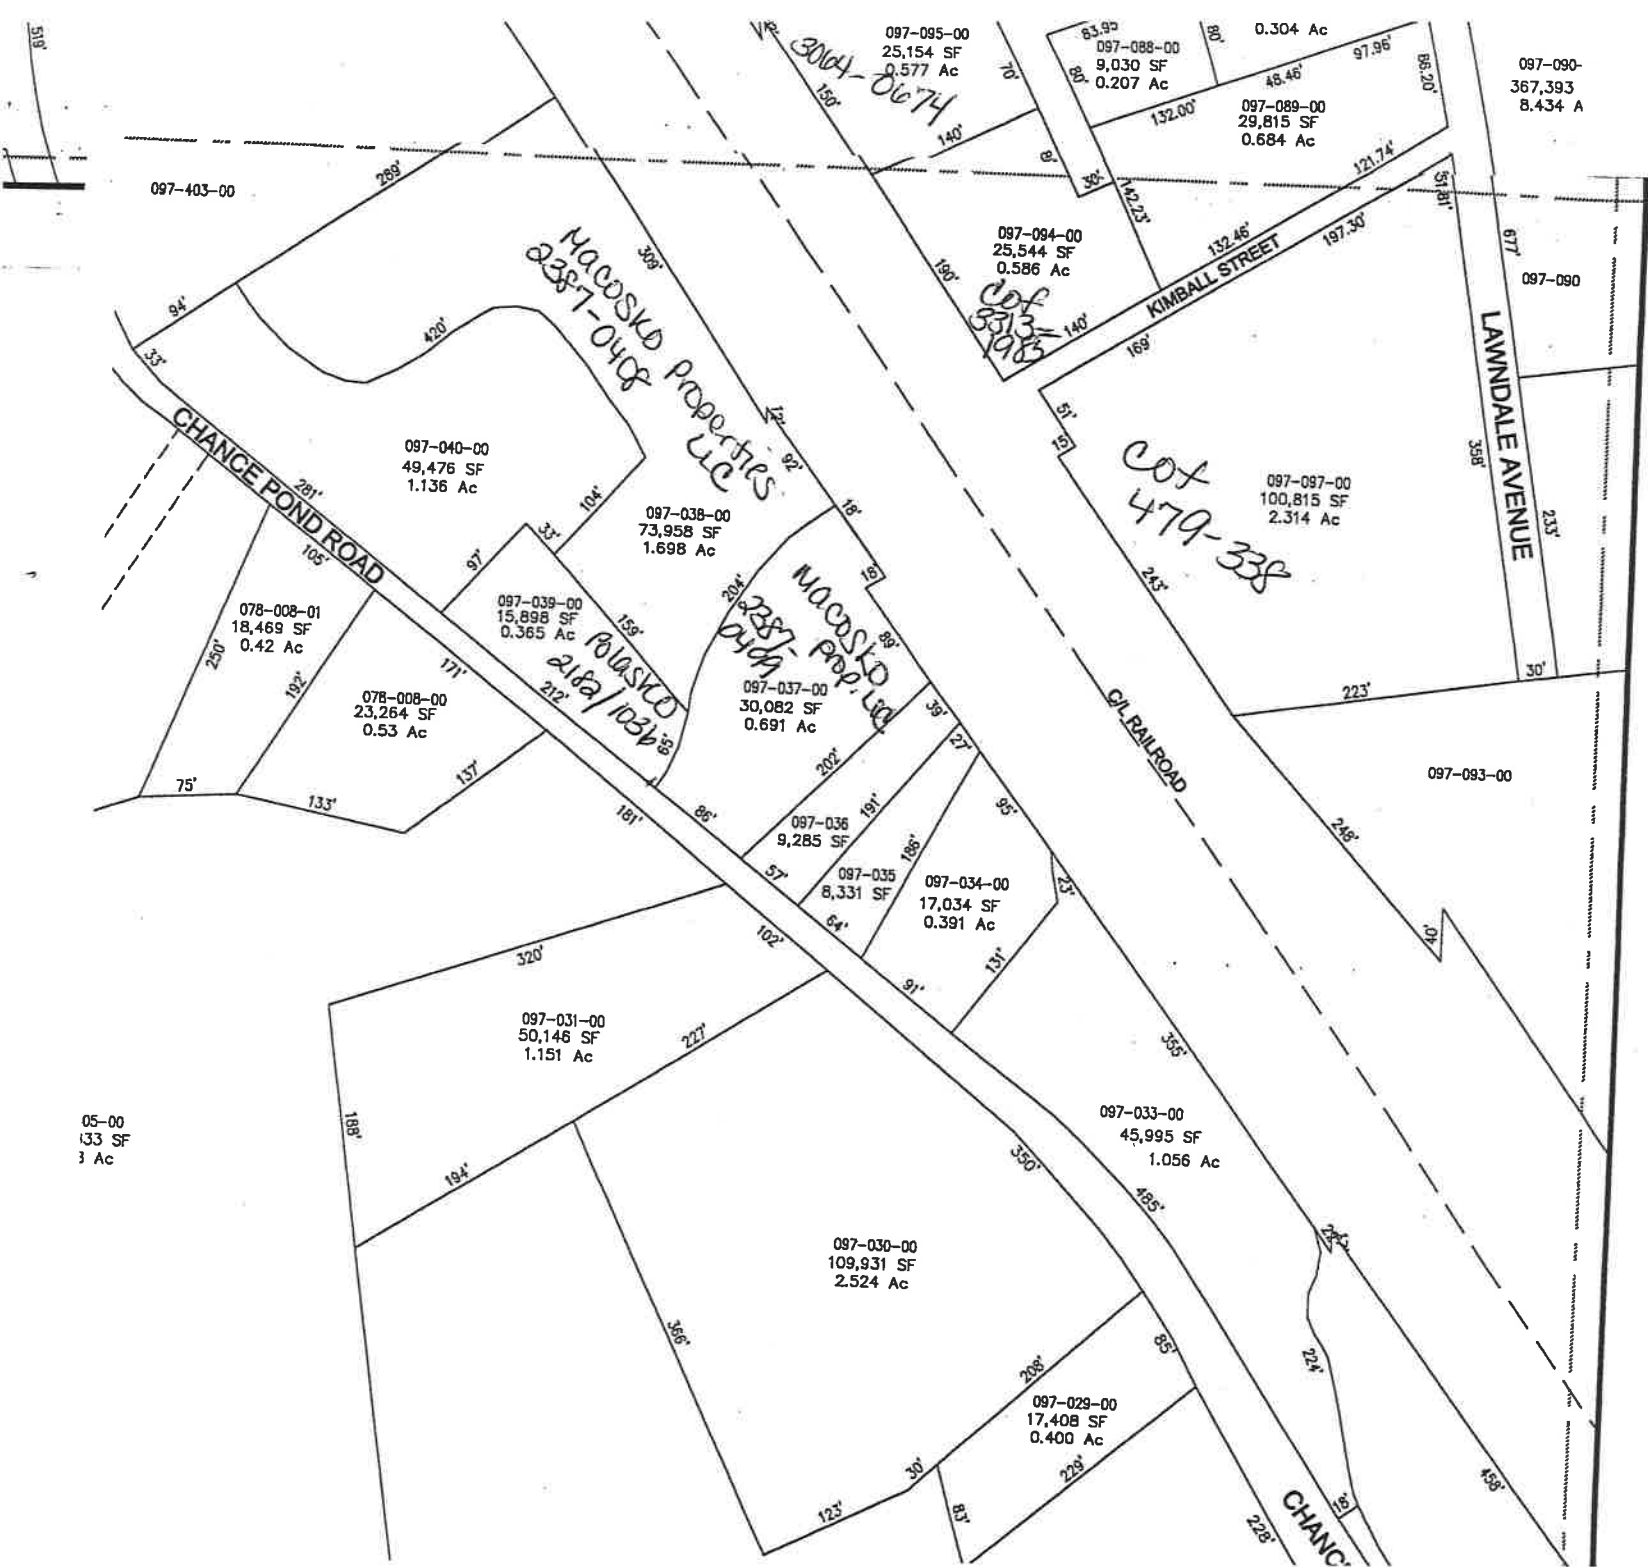 519'
097-095-00
25,154 SF
0.577 Ac
3064-0674
70'
150'
140'
8'
30'
83.95
80'
097-088-00
9,030 SF
0.207 Ac
80'
0.304 Ac
48.46'
97.96'
132.00'
86.20'
097-089-00
29,815 SF
0.684 Ac
097-090-
367,393
8.434 A
121.74'
31.81'
142.23'
132.46'
KIMBALL STREET
197.30'
677'
097-090
097-403-00
289'
94'
33'
420'
309'
Macosko Properties LLC
2387-0408
097-094-00
25,544 SF
0.586 Ac
190'
Cof
3313-
1983
140'
169'
51'
15'
Cof
479-338
097-097-00
100,815 SF
2.314 Ac
358'
LAWNDALE AVENUE
233'
243'
30'
223'
CHANCE POND ROAD
281'
105'
097-040-00
49,476 SF
1.136 Ac
104'
33'
97'
12'
92'
18'
18'
097-038-00
73,958 SF
1.698 Ac
204'
Macosko Prop. LLC
2387-
0409
89'
097-039-00
15,898 SF
0.365 Ac
Polasko
2182/1036
159'
212'
65'
078-008-01
18,469 SF
0.42 Ac
250'
192'
171'
078-008-00
23,264 SF
0.53 Ac
75'
133'
137'
181'
097-037-00
30,082 SF
0.691 Ac
39'
27'
202'
86'
C/L RAILROAD
097-093-00
248'
40'
097-036
9,285 SF
191'
57'
097-035
8,331 SF
186'
64'
95'
097-034-00
17,034 SF
0.391 Ac
23'
131'
91'
102'
320'
097-031-00
50,146 SF
1.151 Ac
227'
188'
194'
355'
097-033-00
45,995 SF
1.056 Ac
350'
485'
05-00
33 SF
Ac
097-030-00
109,931 SF
2.524 Ac
366'
208'
85'
224'
097-029-00
17,408 SF
0.400 Ac
30'
123'
83'
229'
228'
CHANC
18'
458'